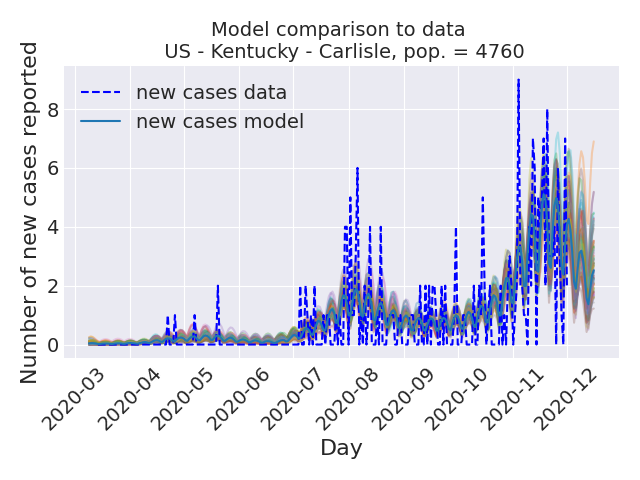 Model comparison to data
US - Kentucky - Carlisle, pop. = 4760
Number of new cases reported
8
6
4
2
0
new cases data
new cases model
2020-03
2020-04
2020-05
2020-06
2020-07
2020-08
2020-09
2020-10
2020-11
2020-12
Day